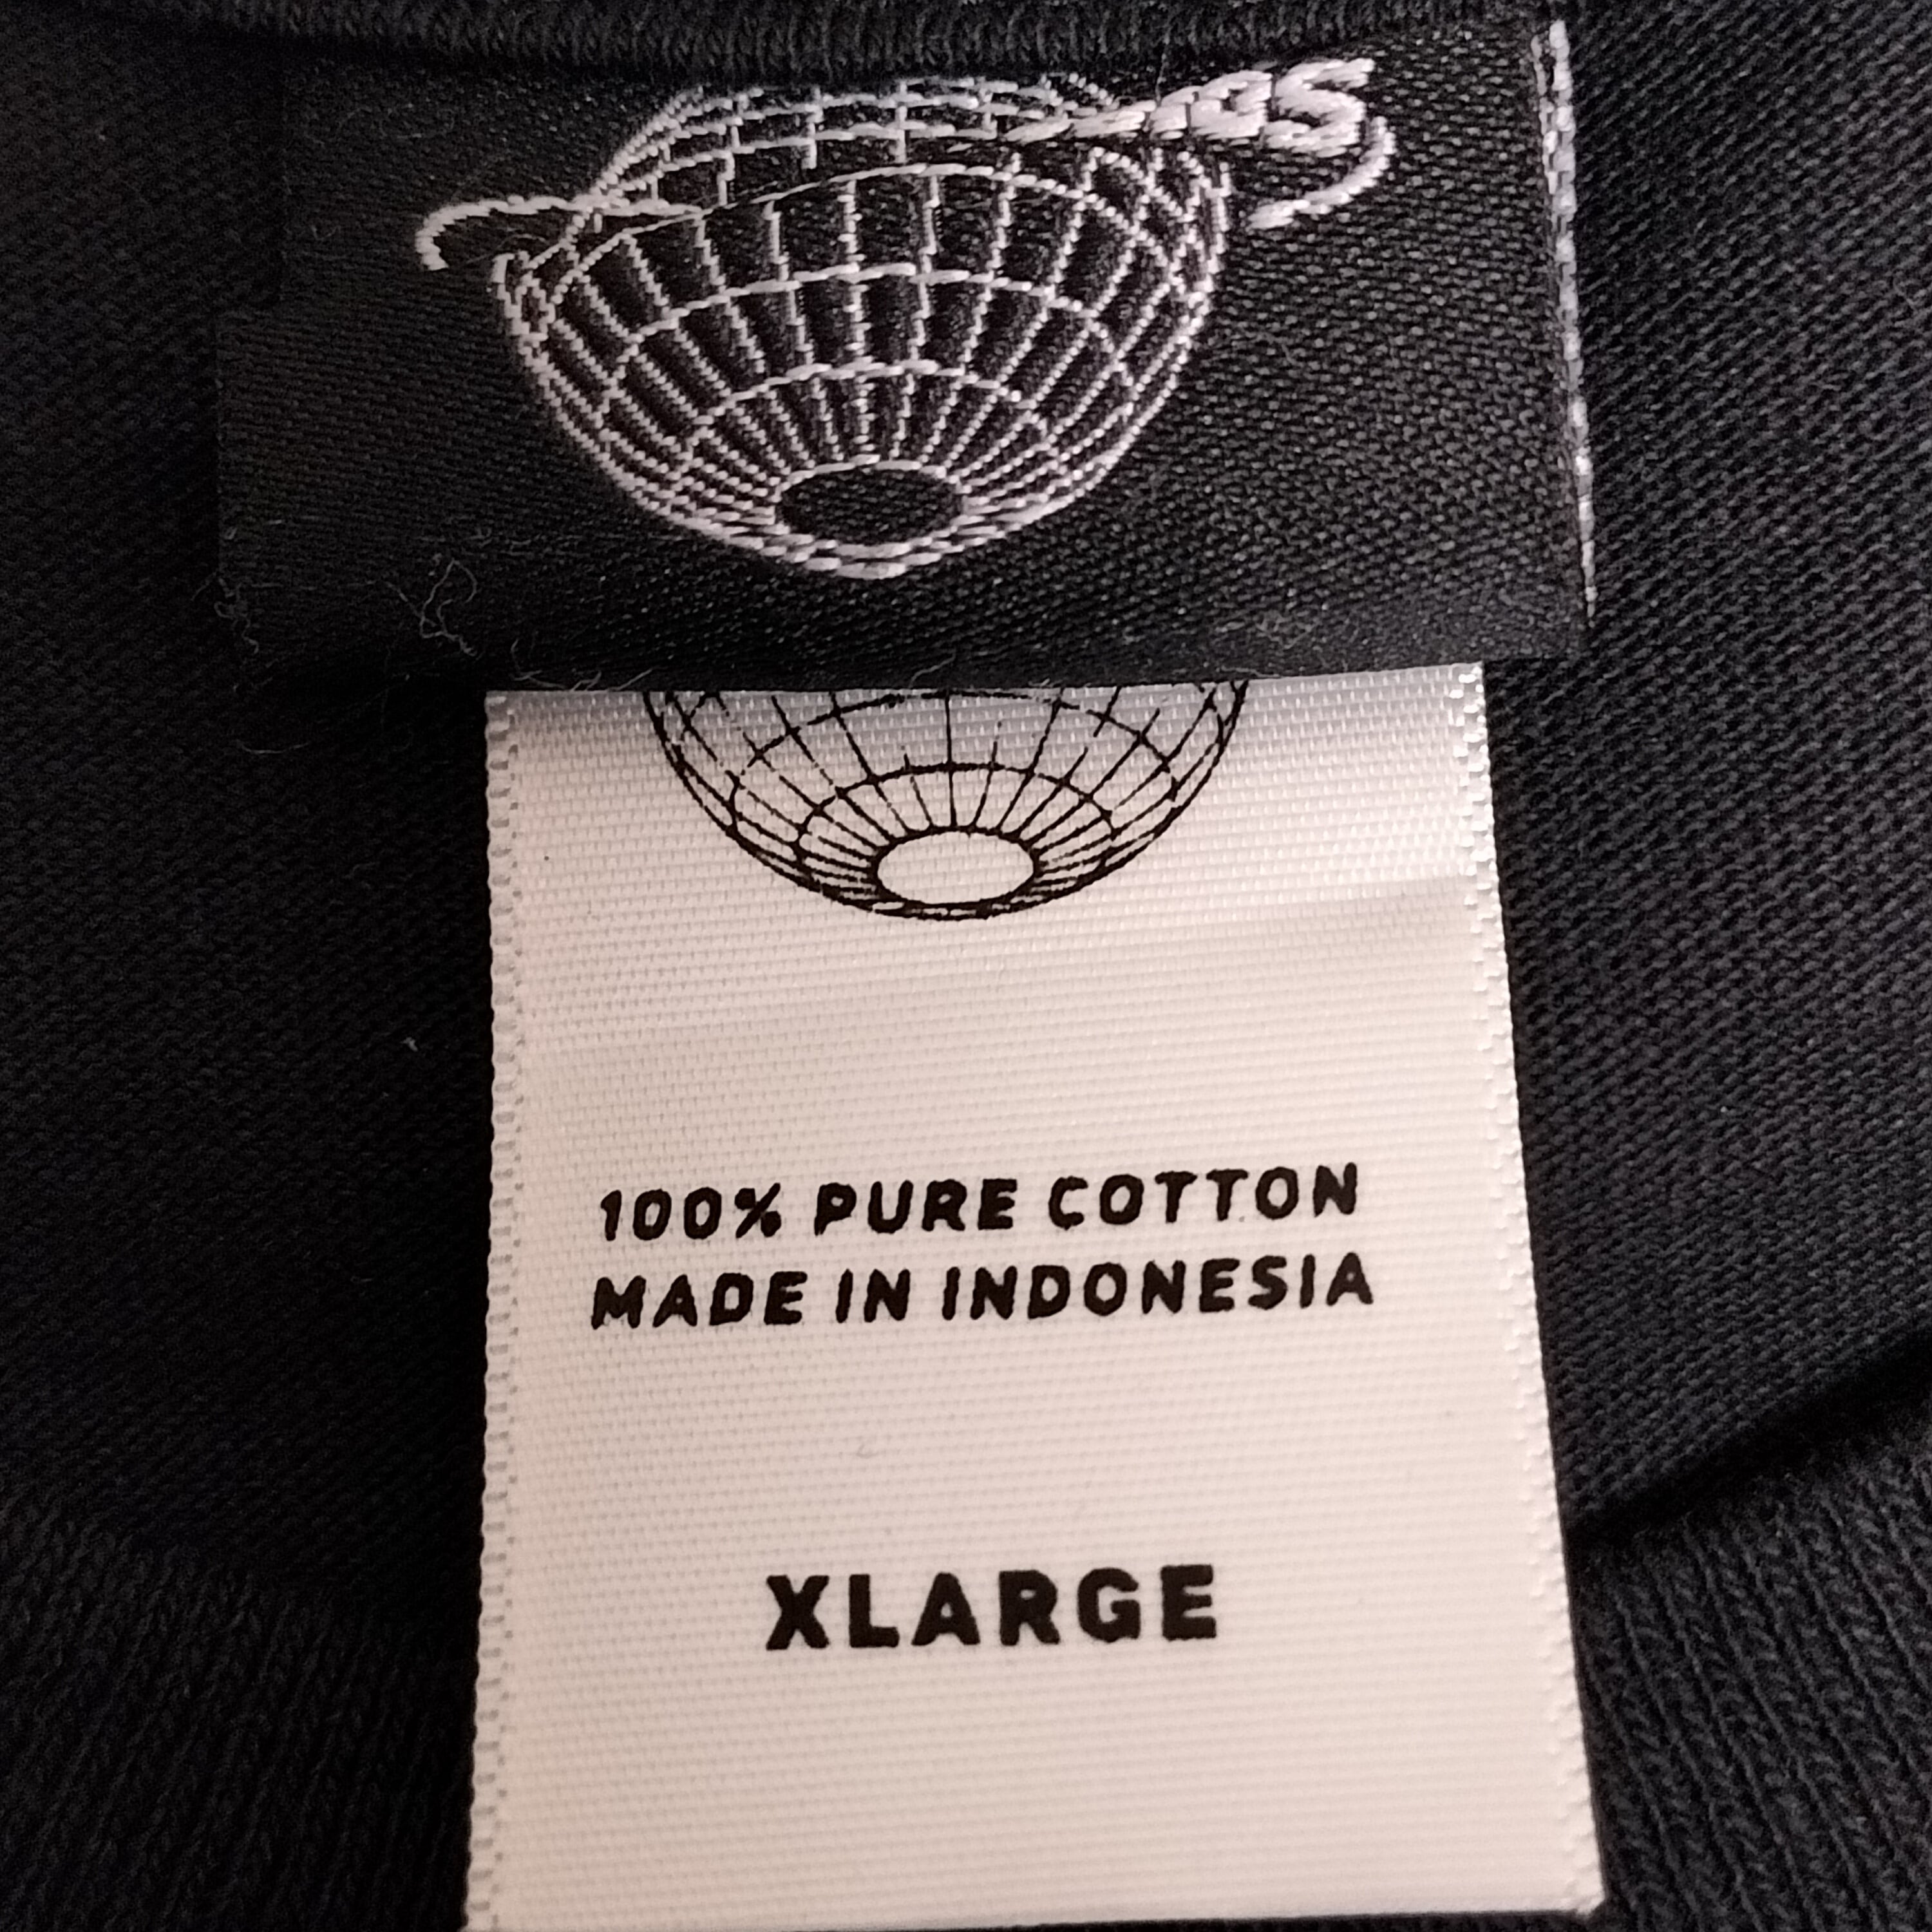 100% PURE COTTON
MADE IN INDONESIA
XLARGE